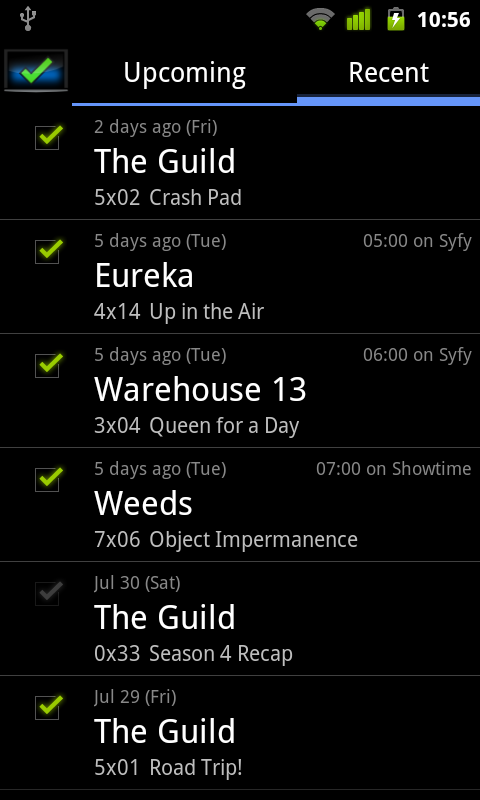 10:56
Upcoming Recent
2 days ago (Fri)
The Guild
5x02 Crash Pad
5 days ago (Tue) 05:00 on Syfy
Eureka
4x14 Up in the Air
5 days ago (Tue) 06:00 on Syfy
Warehouse 13
3x04 Queen for a Day
5 days ago (Tue) 07:00 on Showtime
Weeds
7x06 Object Impermanence
Jul 30 (Sat)
The Guild
0x33 Season 4 Recap
Jul 29 (Fri)
The Guild
5x01 Road Trip!